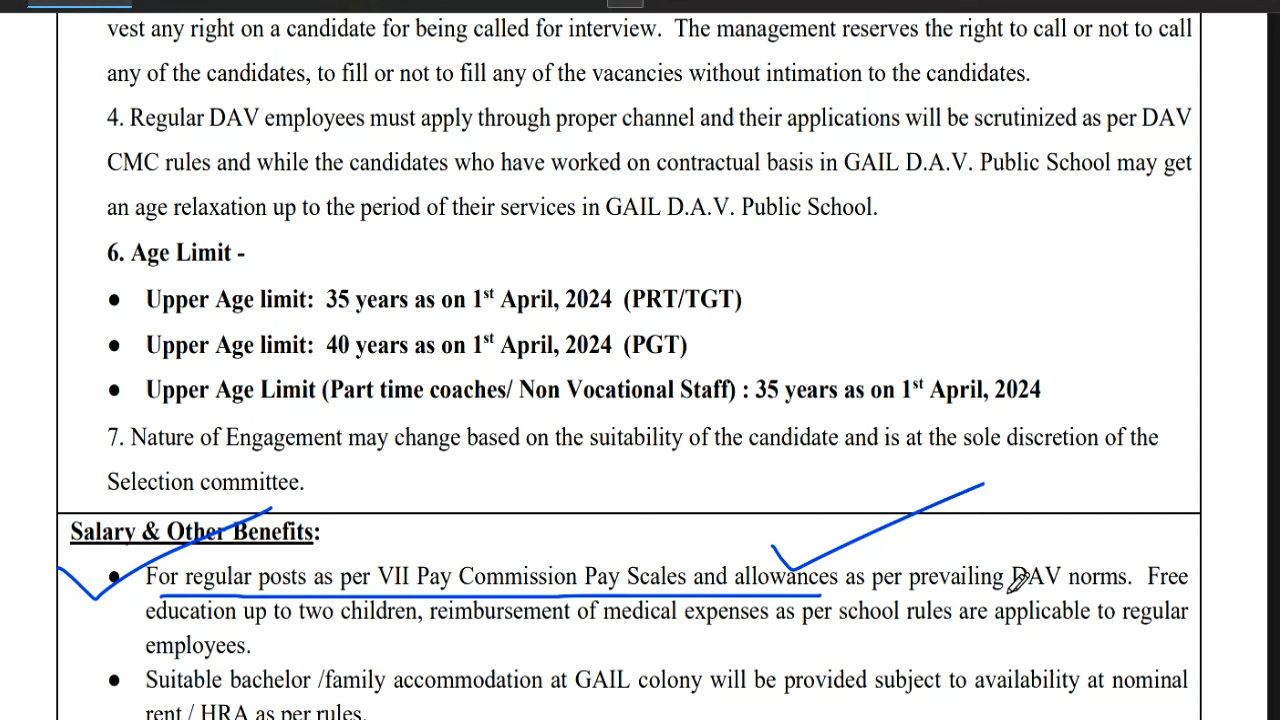 vest any right on a candidate for being called for interview. The management reserves the right to call or not to call
any of the candidates, to fill or not to fill any of the vacancies without intimation to the candidates.
4. Regular DAV employees must apply through proper channel and their applications will be scrutinized as per DAV
CMC rules and while the candidates who have worked on contractual basis in GAIL D.A.V. Public School may get
an age relaxation up to the period of their services in GAIL D.A.V. Public School.
6. Age Limit -
● Upper Age limit: 35 years as on 1st April, 2024 (PRT/TGT)
● Upper Age limit: 40 years as on 1st April, 2024 (PGT)
● Upper Age Limit (Part time coaches/ Non Vocational Staff) : 35 years as on 1st April, 2024
7. Nature of Engagement may change based on the suitability of the candidate and is at the sole discretion of the
Selection committee.
Salary & Other Benefits:
● For regular posts as per VII Pay Commission Pay Scales and allowances as per prevailing DAV norms. Free
education up to two children, reimbursement of medical expenses as per school rules are applicable to regular
employees.
● Suitable bachelor /family accommodation at GAIL colony will be provided subject to availability at nominal
rent / HRA as per rules.